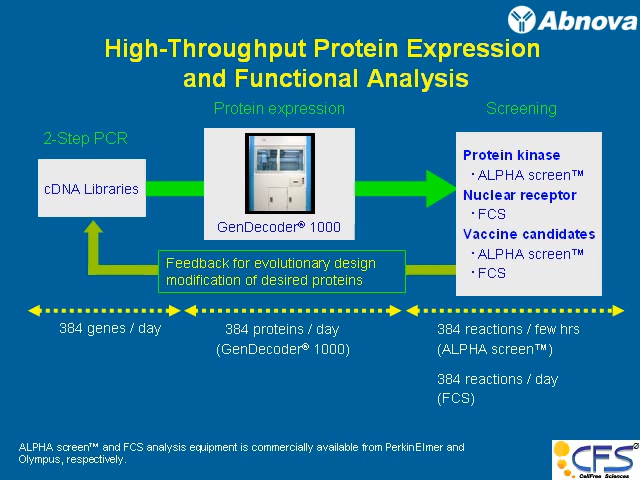 Abnova
High-Throughput Protein Expression
and Functional Analysis
Protein expression
Screening
2-Step PCR
cDNA Libraries
GenDecoder® 1000
Protein kinase
・ALPHA screen™
Nuclear receptor
・FCS
Vaccine candidates
・ALPHA screen™
・FCS
Feedback for evolutionary design
modification of desired proteins
384 genes / day
384 proteins / day
(GenDecoder® 1000)
384 reactions / few hrs
(ALPHA screen™)
384 reactions / day
(FCS)
ALPHA screen™ and FCS analysis equipment is commercially available from PerkinElmer and
Olympus, respectively.
CFS
CellFree Sciences